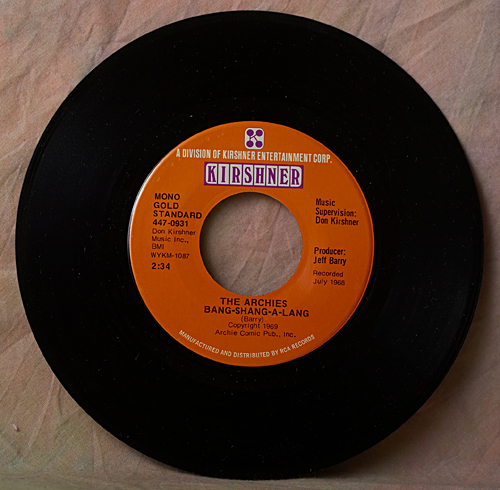 A DIVISION OF KIRSHNER ENTERTAINMENT CORP.
KIRSHNER
MONO
GOLD
STANDARD
447-0931
Don Kirshner
Music Inc.,
BMI
WYKM-1087
2:34
Music
Supervision:
Don Kirshner
Producer:
Jeff Barry
Recorded
July 1968
THE ARCHIES
BANG-SHANG-A-LANG
(Barry)
Copyright 1969
Archie Comic Pub., Inc.
MANUFACTURED AND DISTRIBUTED BY RCA RECORDS